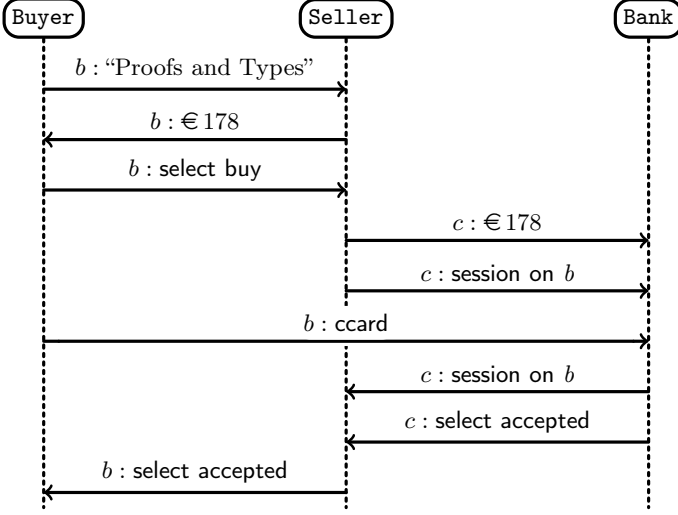 Buyer Seller Bank
b : “Proofs and Types”
b : €178
b : select buy
c : €178
c : session on b
b : ccard
c : session on b
c : select accepted
b : select accepted